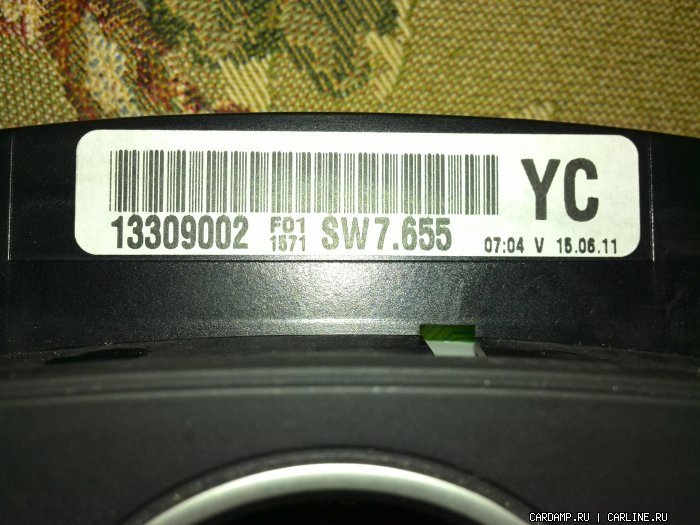 YC
13309002 F01 1571 SW7.655 07:04 V 15.06.11
CARDAMP.RU | CARLINE.RU